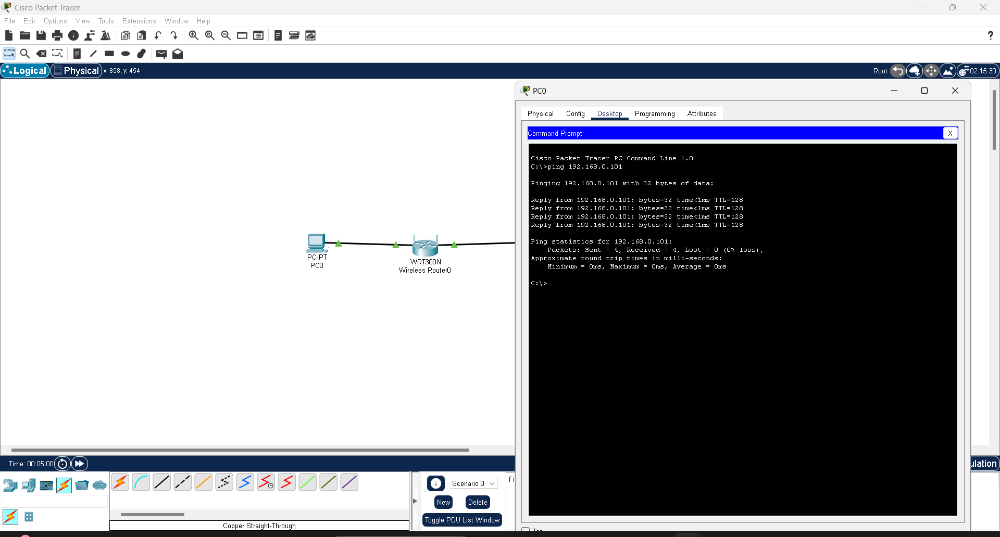 Cisco Packet Tracer
File Edit Options View Tools Extensions Window Help
Logical Physical x: 858, y: 454
Root 02:15:30
PC0
Physical Config Desktop Programming Attributes
Command Prompt
X
Cisco Packet Tracer PC Command Line 1.0
C:\>ping 192.168.0.101
Pinging 192.168.0.101 with 32 bytes of data:
Reply from 192.168.0.101: bytes=32 time<1ms TTL=128
Reply from 192.168.0.101: bytes=32 time<1ms TTL=128
Reply from 192.168.0.101: bytes=32 time<1ms TTL=128
Reply from 192.168.0.101: bytes=32 time<1ms TTL=128
Ping statistics for 192.168.0.101:
Packets: Sent = 4, Received = 4, Lost = 0 (0% loss),
Approximate round trip times in milli-seconds:
Minimum = 0ms, Maximum = 0ms, Average = 0ms
C:\>
PC-PT
PC0
WRT300N
Wireless Router0
Time: 00:05:00
ulation
Scenario 0
Fi
New Delete
Toggle PDU List Window
Copper Straight-Through